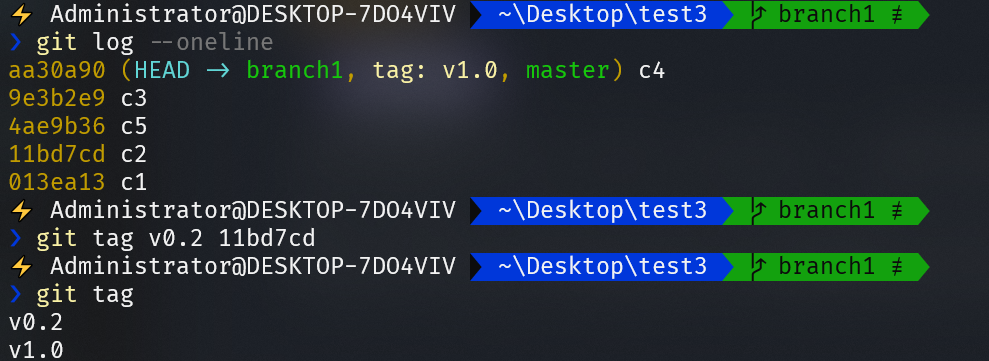 ⚡ Administrator@DESKTOP-7DO4VIV ~\Desktop\test3 branch1 ≢
❯ git log --oneline
aa30a90 (HEAD → branch1, tag: v1.0, master) c4
9e3b2e9 c3
4ae9b36 c5
11bd7cd c2
013ea13 c1
⚡ Administrator@DESKTOP-7DO4VIV ~\Desktop\test3 branch1 ≢
❯ git tag v0.2 11bd7cd
⚡ Administrator@DESKTOP-7DO4VIV ~\Desktop\test3 branch1 ≢
❯ git tag
v0.2
v1.0